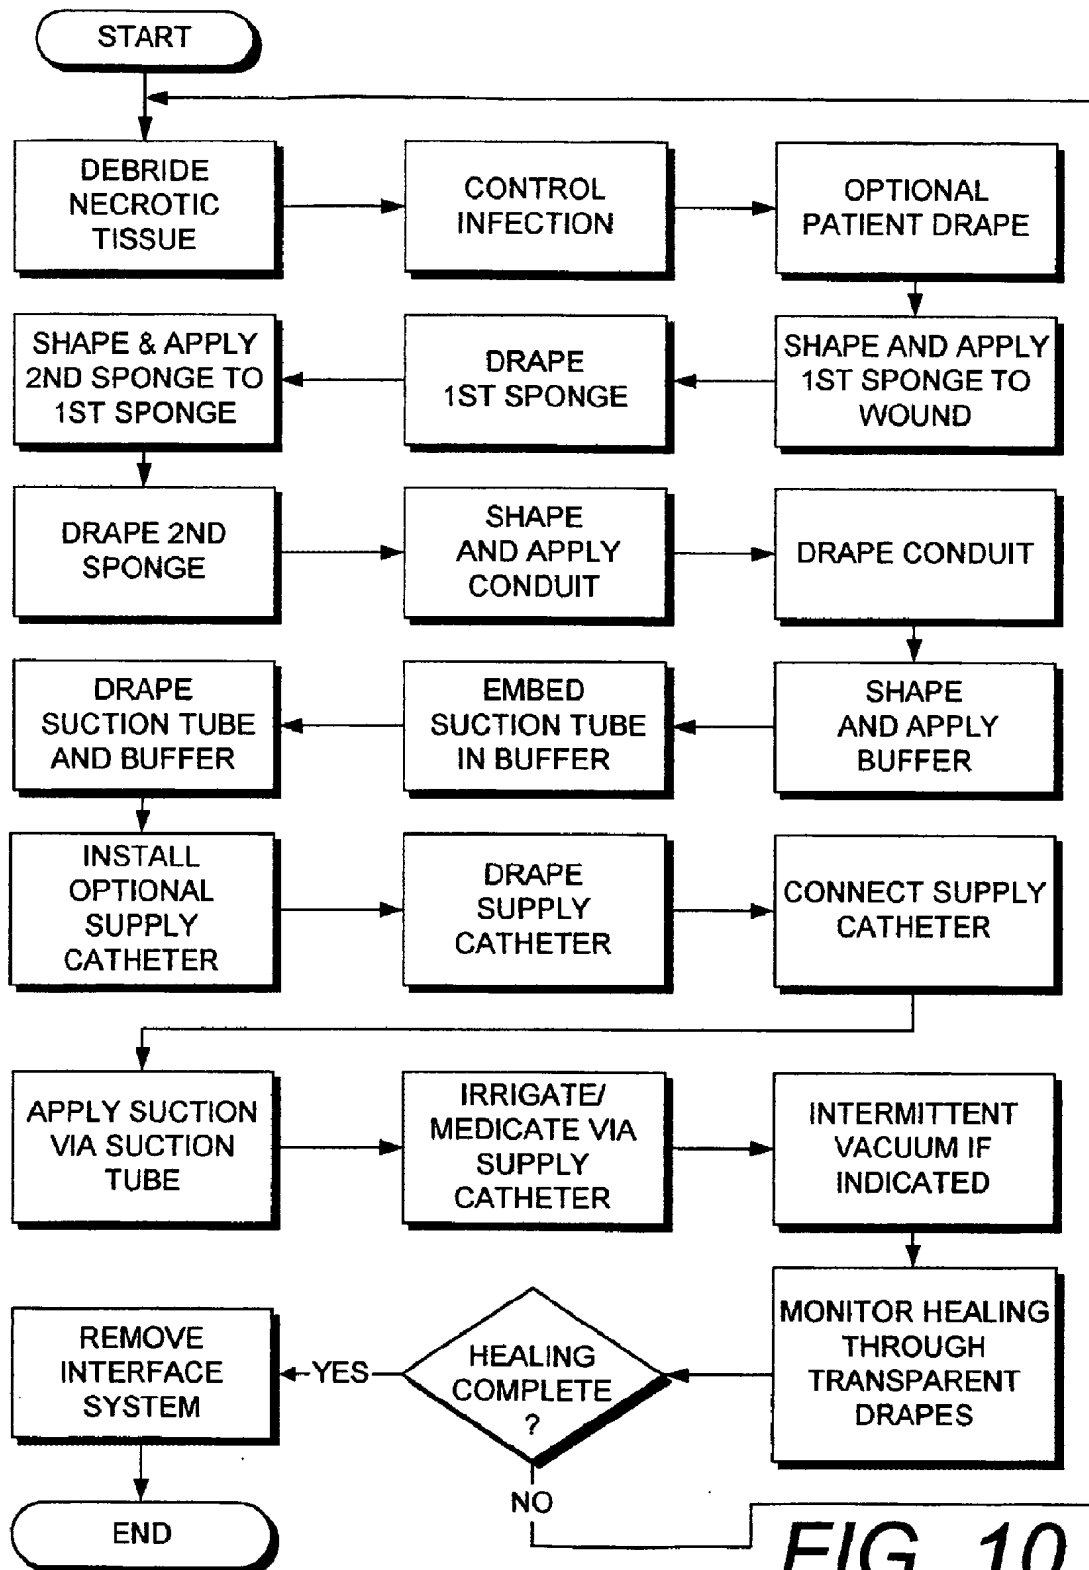 START
DEBRIDE
NECROTIC
TISSUE
CONTROL
INFECTION
OPTIONAL
PATIENT DRAPE
SHAPE AND APPLY
1ST SPONGE TO
WOUND
DRAPE
1ST SPONGE
SHAPE & APPLY
2ND SPONGE TO
1ST SPONGE
DRAPE 2ND
SPONGE
SHAPE
AND APPLY
CONDUIT
DRAPE CONDUIT
SHAPE
AND APPLY
BUFFER
EMBED
SUCTION TUBE
IN BUFFER
DRAPE
SUCTION TUBE
AND BUFFER
INSTALL
OPTIONAL
SUPPLY
CATHETER
DRAPE
SUPPLY
CATHETER
CONNECT SUPPLY
CATHETER
APPLY SUCTION
VIA SUCTION
TUBE
IRRIGATE/
MEDICATE VIA
SUPPLY
CATHETER
INTERMITTENT
VACUUM IF
INDICATED
MONITOR HEALING
THROUGH
TRANSPARENT
DRAPES
HEALING
COMPLETE
?
YES
REMOVE
INTERFACE
SYSTEM
END
NO
FIG. 10